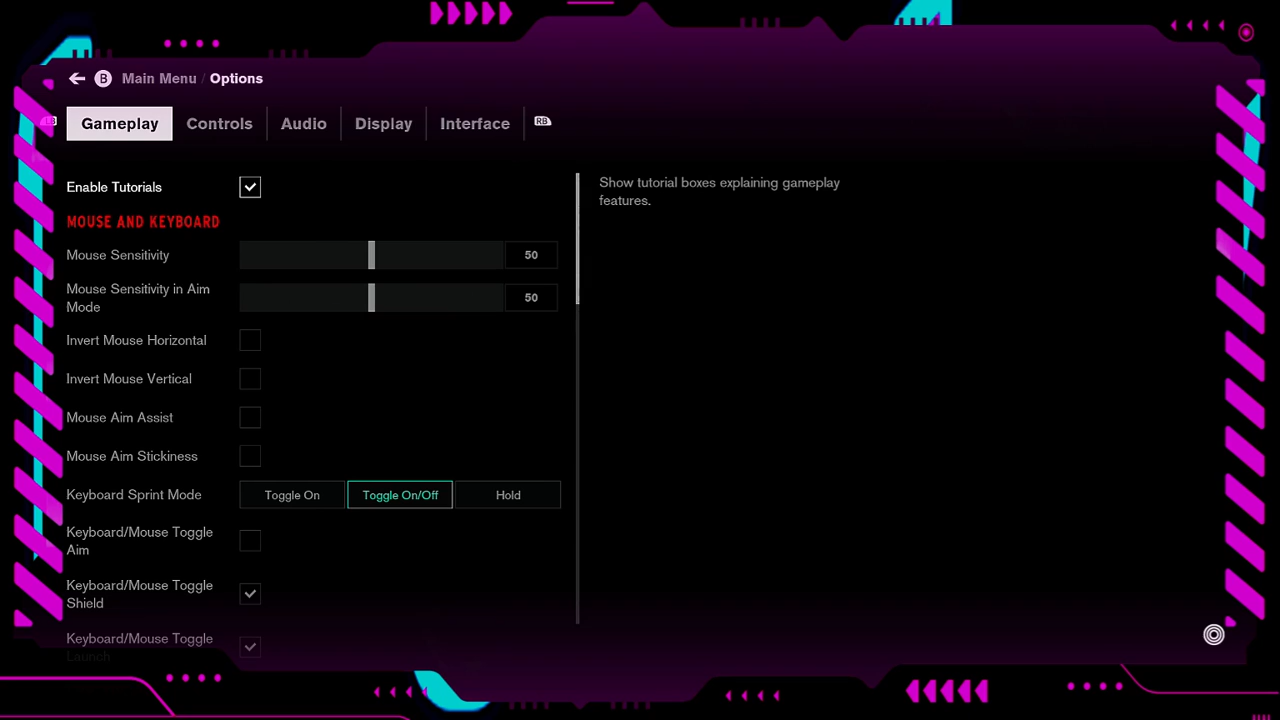 B Main Menu / Options
LB Gameplay Controls Audio Display Interface RB
Enable Tutorials
Show tutorial boxes explaining gameplay
features.
MOUSE AND KEYBOARD
Mouse Sensitivity 50
Mouse Sensitivity in Aim
Mode
50
Invert Mouse Horizontal
Invert Mouse Vertical
Mouse Aim Assist
Mouse Aim Stickiness
Keyboard Sprint Mode Toggle On Toggle On/Off Hold
Keyboard/Mouse Toggle
Aim
Keyboard/Mouse Toggle
Shield
Keyboard/Mouse Toggle
Launch